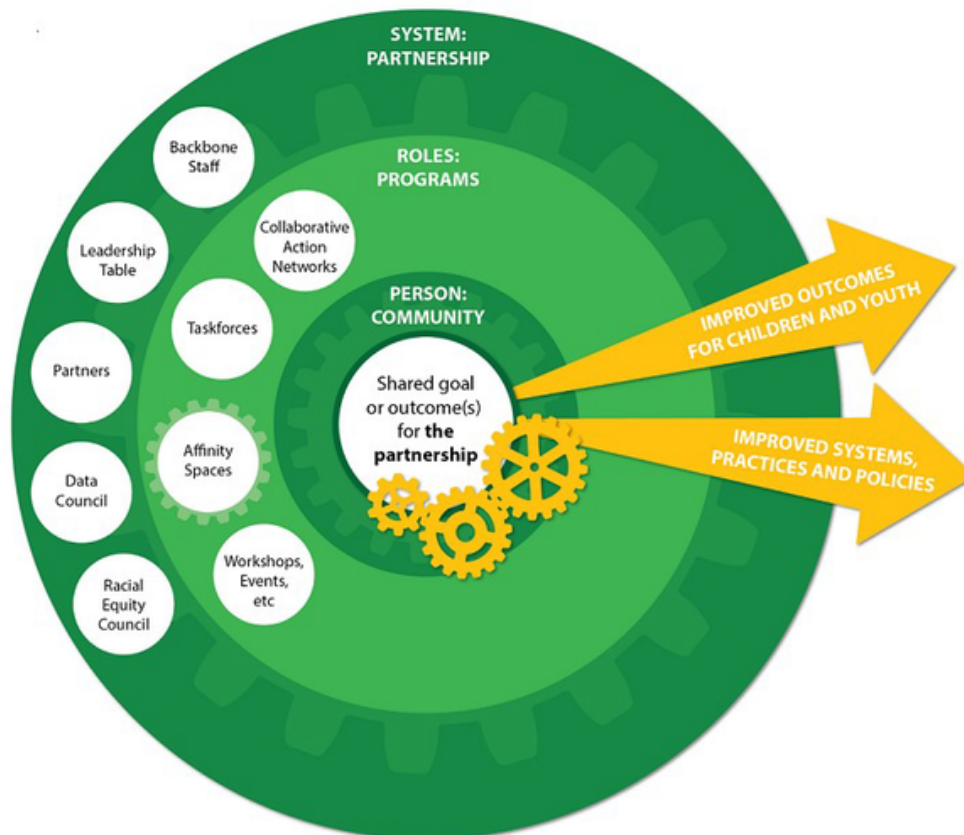 SYSTEM:
PARTNERSHIP
Backbone
Staff
ROLES:
PROGRAMS
Collaborative
Action
Networks
Leadership
Table
PERSON:
COMMUNITY
Taskforces
Partners
Shared goal
or outcome(s)
for the
partnership
IMPROVED OUTCOMES
FOR CHILDREN AND YOUTH
Affinity
Spaces
IMPROVED SYSTEMS,
PRACTICES AND POLICIES
Data
Council
Workshops,
Events,
etc
Racial
Equity
Council